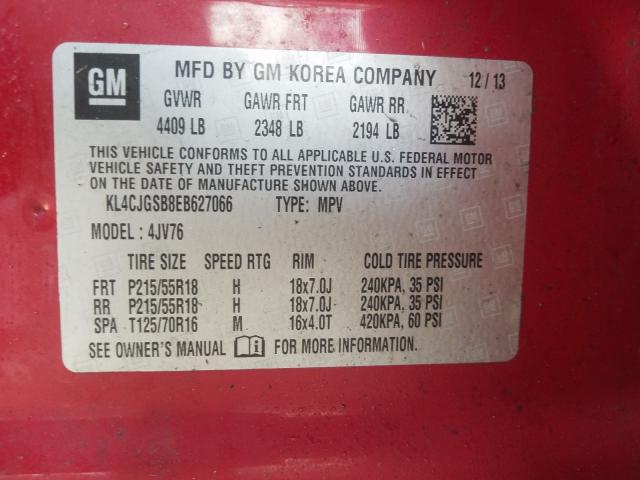 GM
MFD BY GM KOREA COMPANY 12/13
GVWR GAWR FRT GAWR RR
4409 LB 2348 LB 2194 LB
THIS VEHICLE CONFORMS TO ALL APPLICABLE U.S. FEDERAL MOTOR
VEHICLE SAFETY AND THEFT PREVENTION STANDARDS IN EFFECT
ON THE DATE OF MANUFACTURE SHOWN ABOVE.
KL4CJGSB8EB627066 TYPE: MPV
MODEL : 4JV76
TIRE SIZE SPEED RTG RIM COLD TIRE PRESSURE
FRT P215/55R18 H 18x7.0J 240KPA, 35 PSI
RR P215/55R18 H 18x7.0J 240KPA, 35 PSI
SPA T125/70R16 M 16x4.0T 420KPA, 60 PSI
SEE OWNER'S MANUAL FOR MORE INFORMATION.